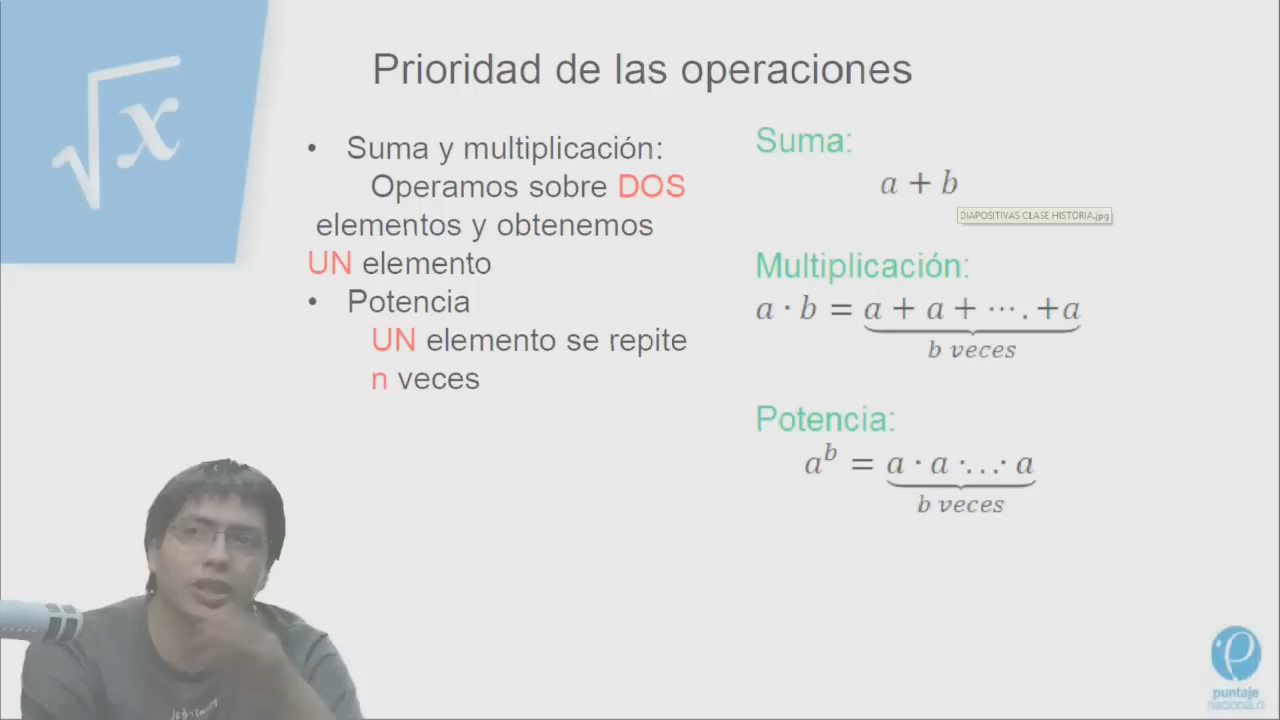 √x
Prioridad de las operaciones
• Suma y multiplicación:
Operamos sobre DOS
elementos y obtenemos
UN elemento
• Potencia
UN elemento se repite
n veces
Suma:
a + b
DIAPOSITIVAS CLASE HISTORIA.jpg
Multiplicación:
a · b = a + a + ⋯ . +a
b veces
Potencia:
a^b = a · a ·…· a
b veces
puntaje
nacional.cl